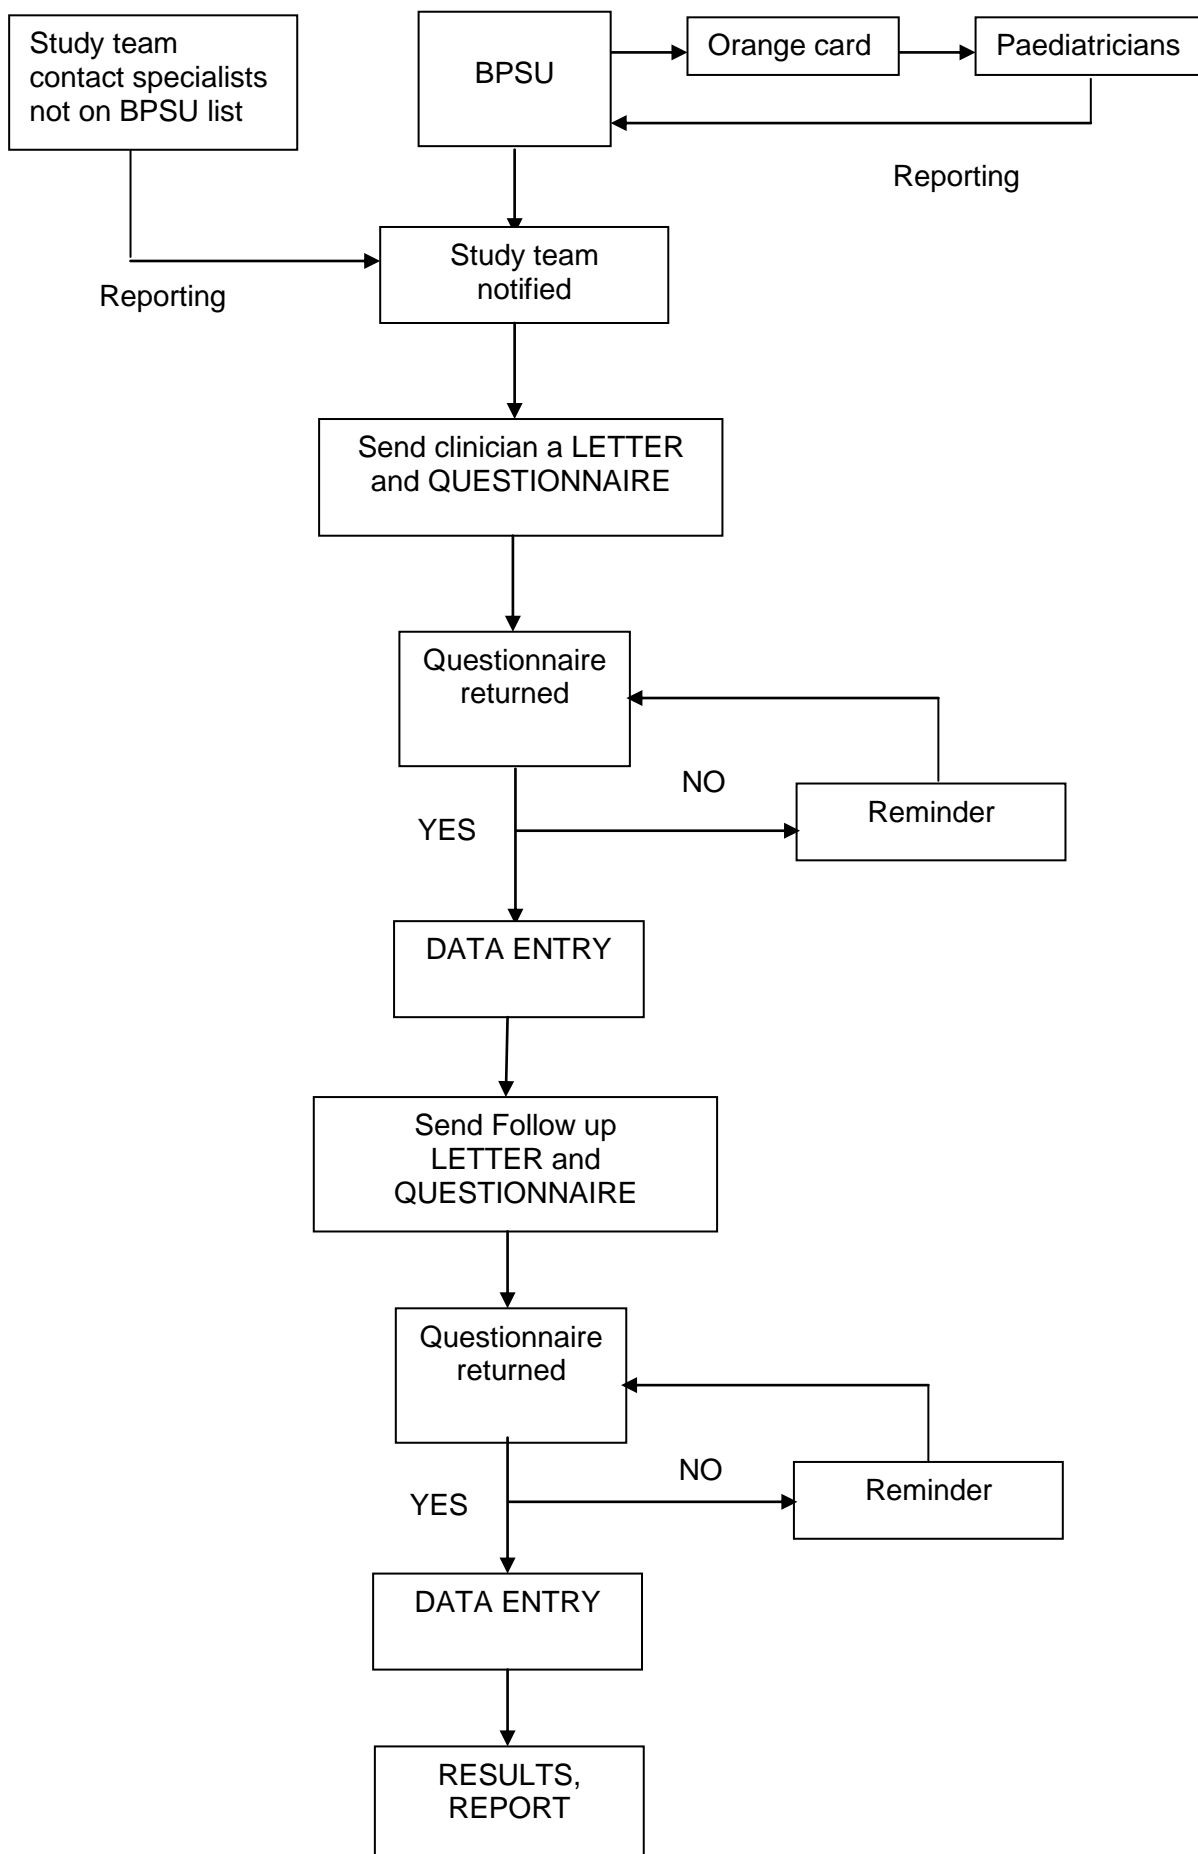 Study team
contact specialists
not on BPSU list
BPSU
Orange card
Paediatricians
Reporting
Study team
notified
Reporting
Send clinician a LETTER
and QUESTIONNAIRE
Questionnaire
returned
NO
YES
Reminder
DATA ENTRY
Send Follow up
LETTER and
QUESTIONNAIRE
Questionnaire
returned
NO
YES
Reminder
DATA ENTRY
RESULTS,
REPORT